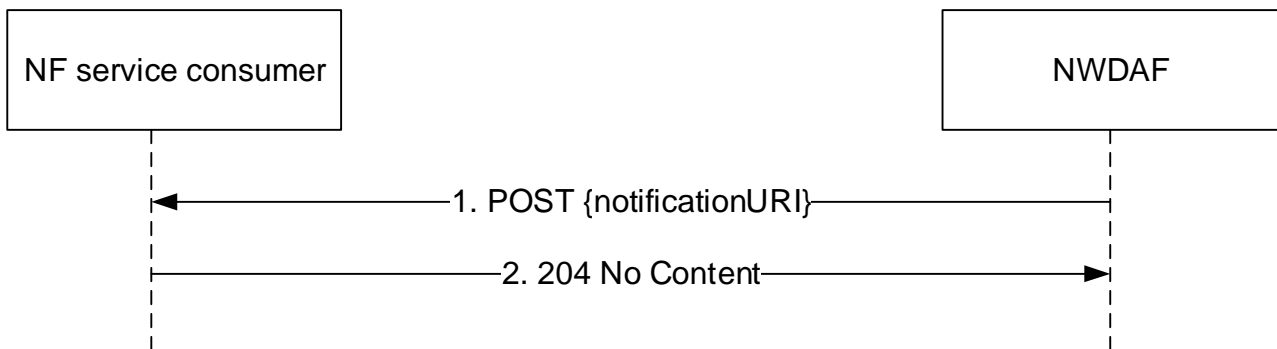 NF service consumer
NWDAF
1. POST {notificationURI}
2. 204 No Content